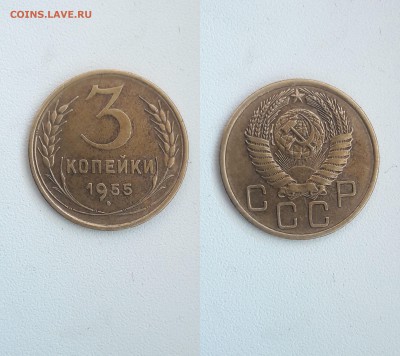 COINS.LAVE.RU
3
КОПЕЙКИ
1955
СССР